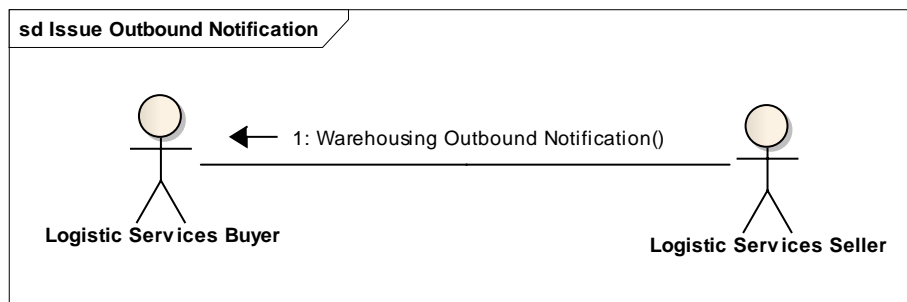 sd Issue Outbound Notification
1: Warehousing Outbound Notification()
Logistic Services Buyer
Logistic Services Seller